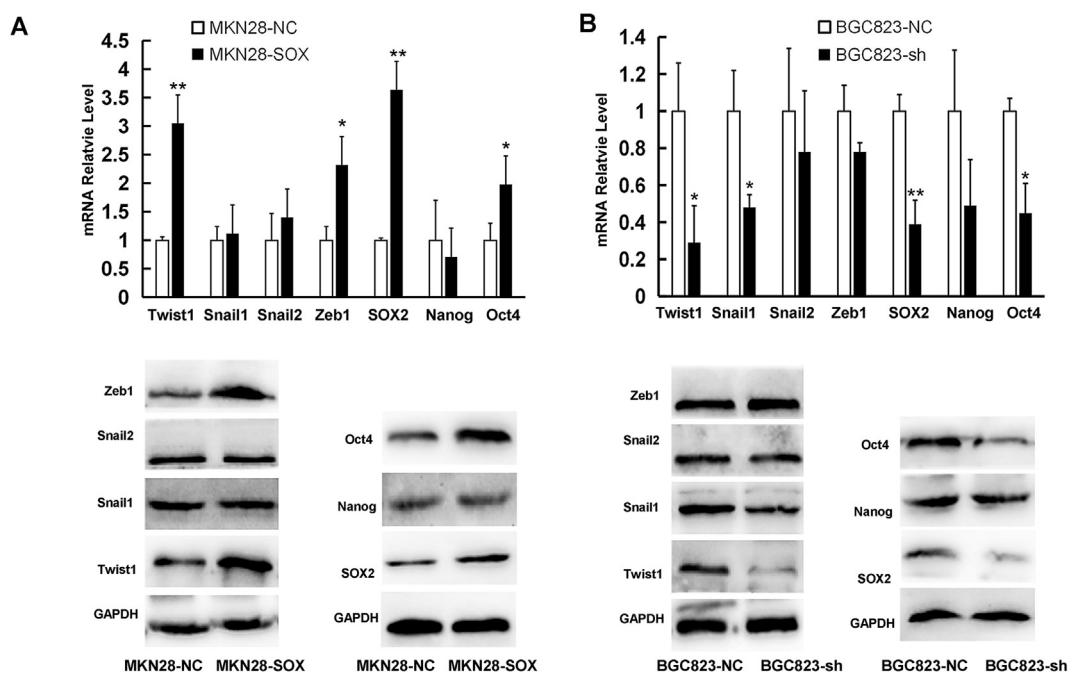 A
MKN28-NC
MKN28-SOX
mRNA Relatvie Level
4.5
4
3.5
3
2.5
2
1.5
1
0.5
0
** * ** *
Twist1 Snail1 Snail2 Zeb1 SOX2 Nanog Oct4
Zeb1
Snail2
Snail1
Twist1
GAPDH
MKN28-NC MKN28-SOX
Oct4
Nanog
SOX2
GAPDH
MKN28-NC MKN28-SOX
B
BGC823-NC
BGC823-sh
mRNA Relatvie Level
1.4
1.2
1
0.8
0.6
0.4
0.2
0
* * ** *
Twist1 Snail1 Snail2 Zeb1 SOX2 Nanog Oct4
Zeb1
Snail2
Snail1
Twist1
GAPDH
BGC823-NC BGC823-sh
Oct4
Nanog
SOX2
GAPDH
BGC823-NC BGC823-sh